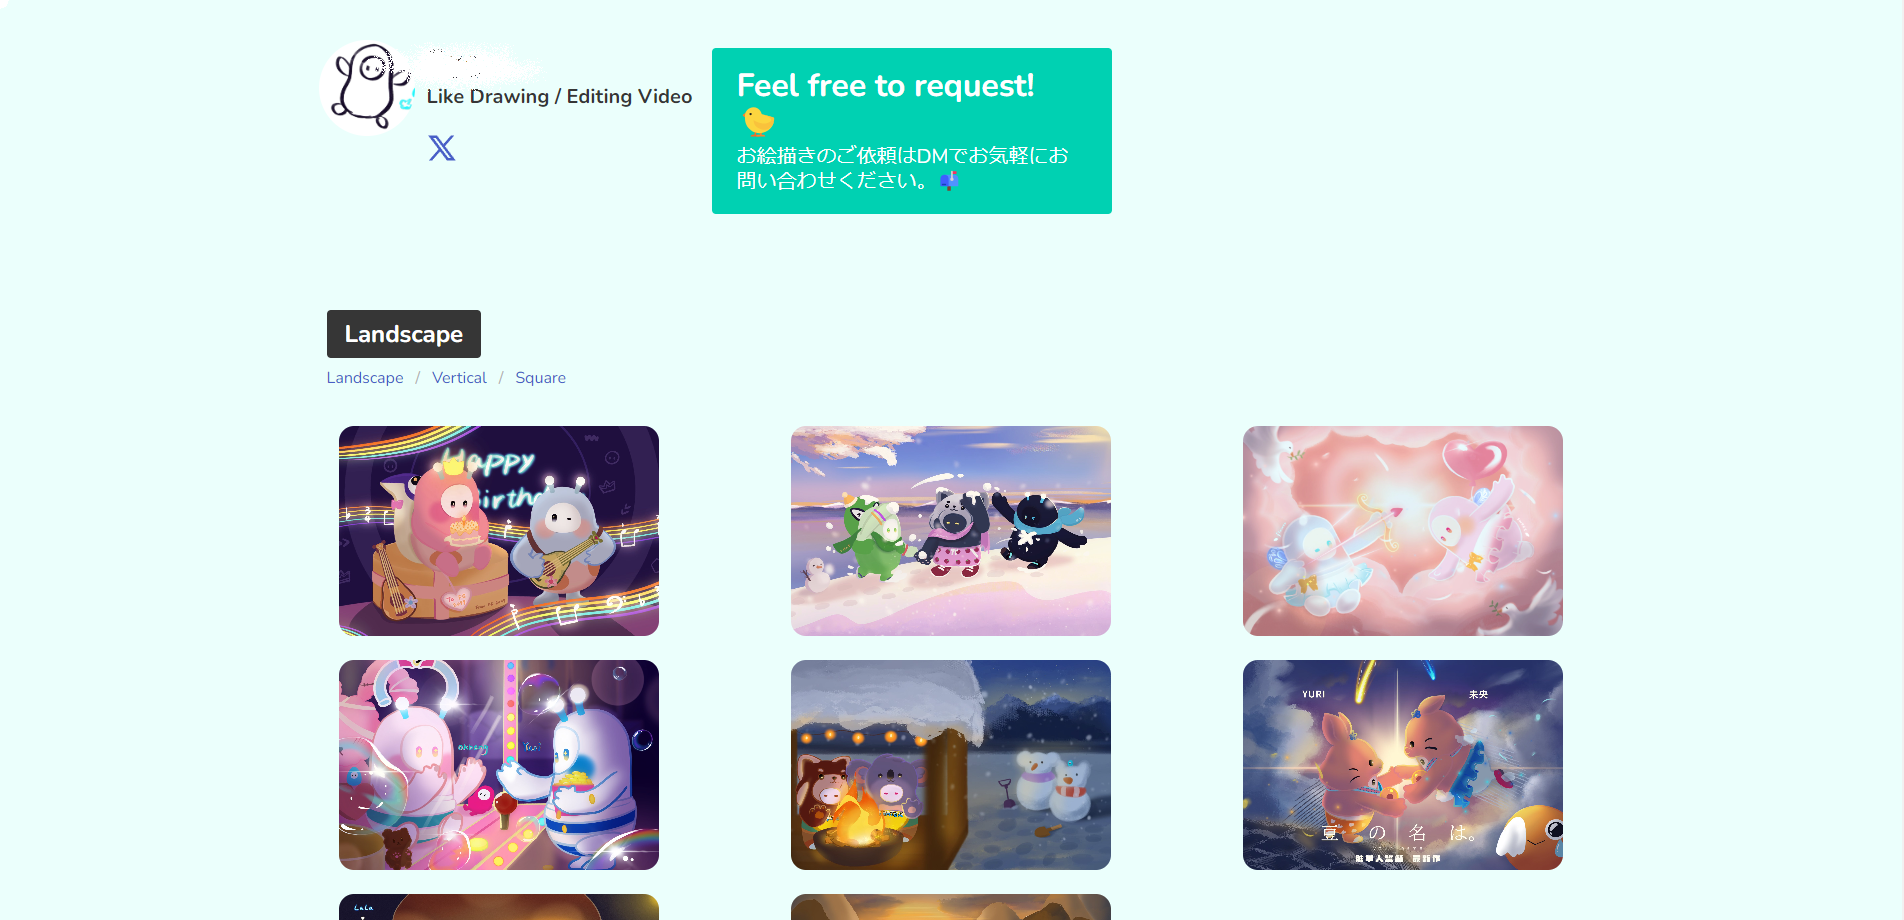 Like Drawing / Editing Video
Feel free to request!
お絵描きのご依頼はDMでお気軽にお
問い合わせください。
Landscape
Landscape / Vertical / Square
Happy
YURI
未央
豆の名は。
LuLu